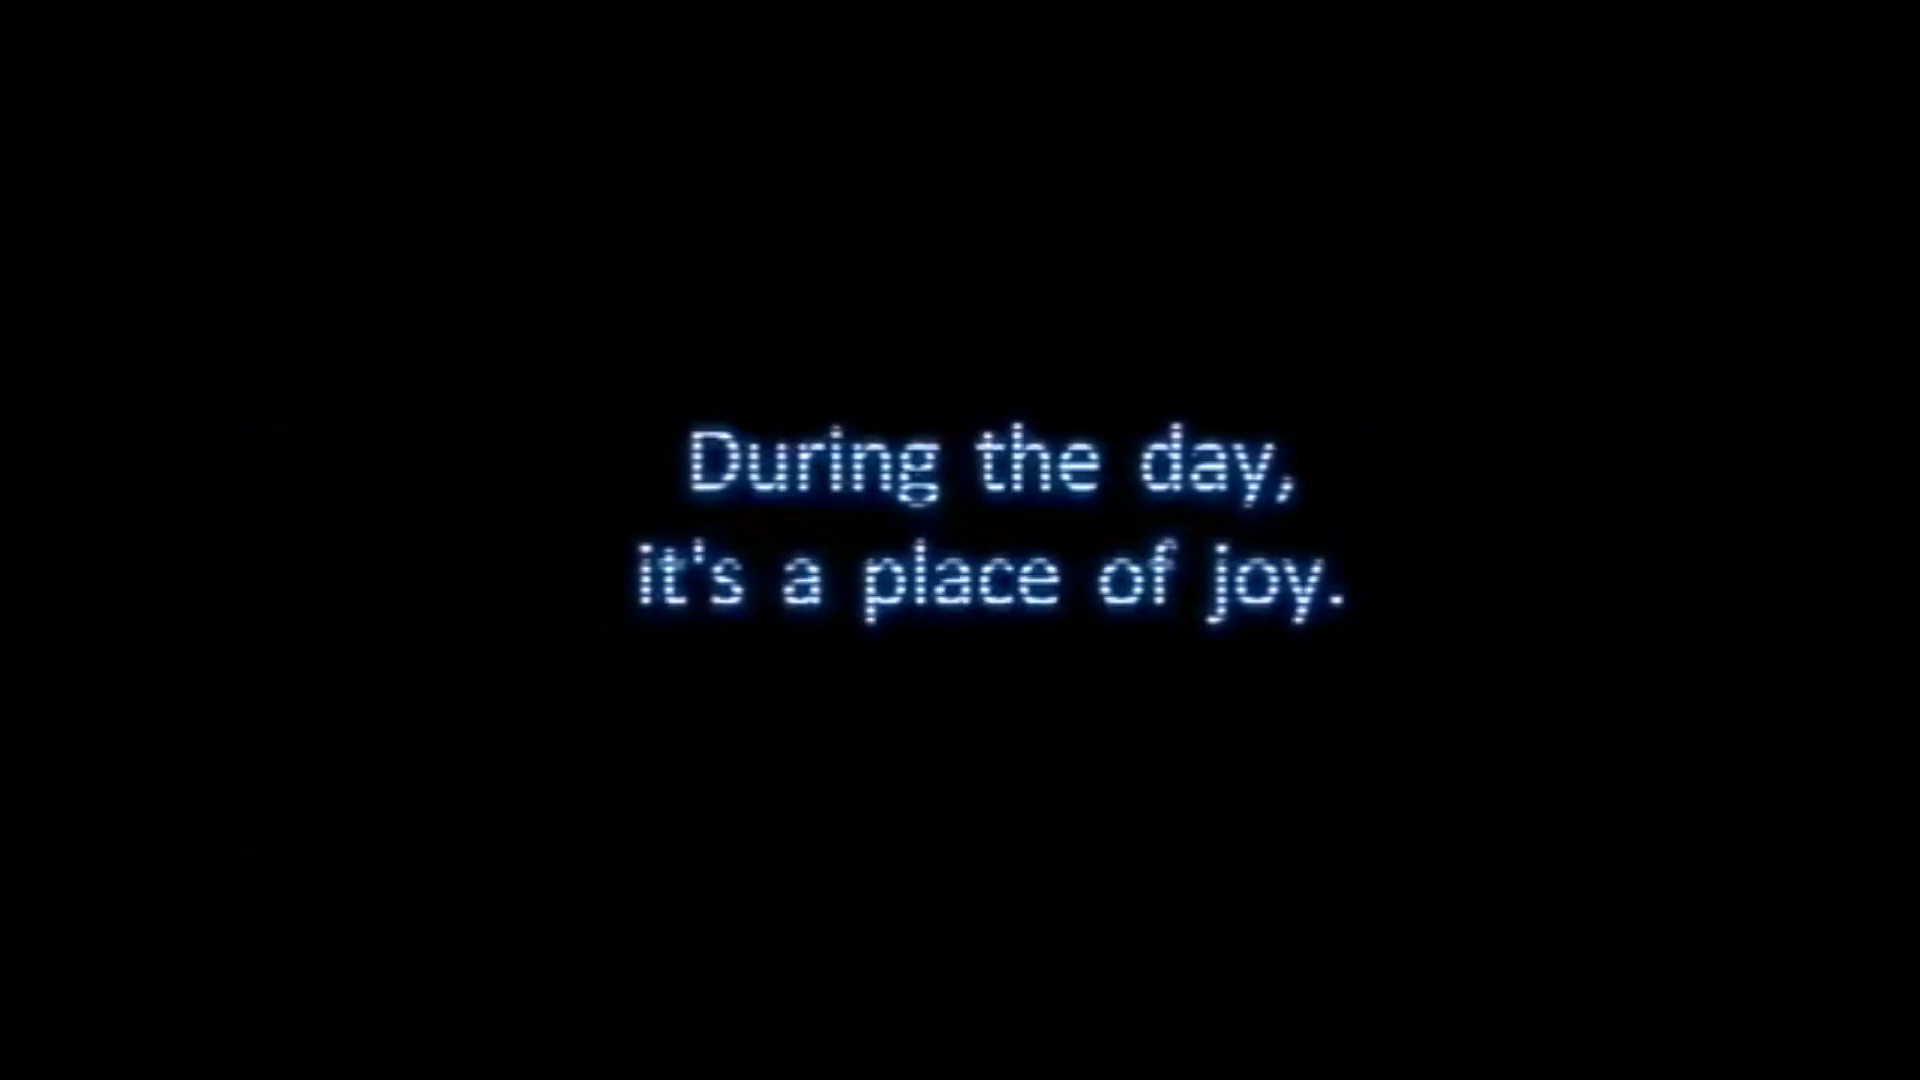 During the day,
it's a place of joy.